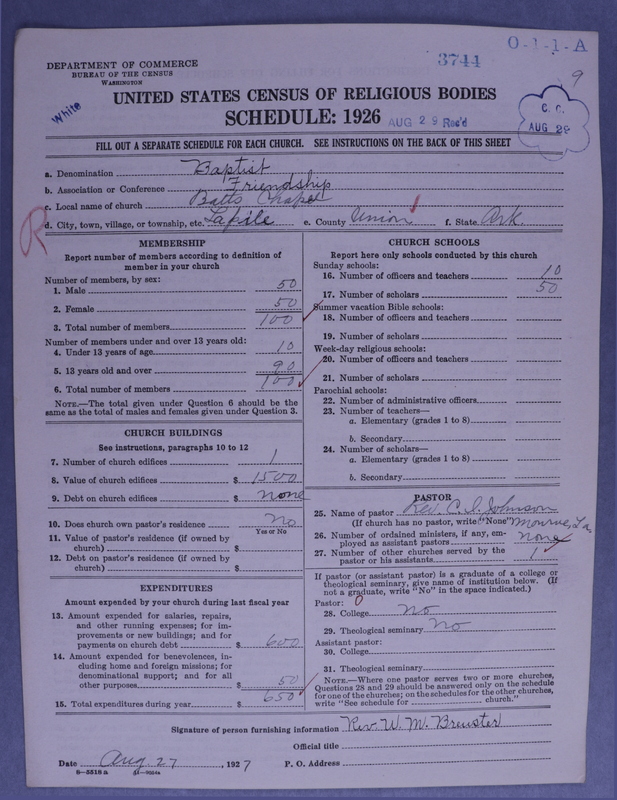 O-1-1-A
3744
9
DEPARTMENT OF COMMERCE
BUREAU OF THE CENSUS
WASHINGTON
White
UNITED STATES CENSUS OF RELIGIOUS BODIES
SCHEDULE: 1926
AUG 29 Rec'd
C. C.
AUG 29
FILL OUT A SEPARATE SCHEDULE FOR EACH CHURCH. SEE INSTRUCTIONS ON THE BACK OF THIS SHEET
a. Denomination Baptist
b. Association or Conference Friendship
c. Local name of church Batts Chapel
R
d. City, town, village, or township, etc. Lapile e. County Union f. State Ark.
MEMBERSHIP
Report number of members according to definition of
member in your church
Number of members, by sex:
1. Male 50
2. Female 50
3. Total number of members 100
Number of members under and over 13 years old:
4. Under 13 years of age 10
5. 13 years old and over 90
6. Total number of members 100
NOTE.—The total given under Question 6 should be the
same as the total of males and females given under Question 3.
CHURCH BUILDINGS
See instructions, paragraphs 10 to 12
7. Number of church edifices 1
8. Value of church edifices $ 1500
9. Debt on church edifices $ none
10. Does church own pastor's residence No
Yes or No
11. Value of pastor's residence (if owned by
church) $
12. Debt on pastor's residence (if owned by
church) $
EXPENDITURES
Amount expended by your church during last fiscal year
13. Amount expended for salaries, repairs,
and other running expenses; for im-
provements or new buildings; and for
payments on church debt $ 600
14. Amount expended for benevolences, in-
cluding home and foreign missions; for
denominational support; and for all
other purposes $ 50
15. Total expenditures during year $ 650
CHURCH SCHOOLS
Report here only schools conducted by this church
Sunday schools:
16. Number of officers and teachers 10
17. Number of scholars 50
Summer vacation Bible schools:
18. Number of officers and teachers
19. Number of scholars
Week-day religious schools:
20. Number of officers and teachers
21. Number of scholars
Parochial schools:
22. Number of administrative officers
23. Number of teachers—
a. Elementary (grades 1 to 8)
b. Secondary
24. Number of scholars—
a. Elementary (grades 1 to 8)
b. Secondary
PASTOR
25. Name of pastor Rev. C. I. Johnson
(If church has no pastor, write "None") Monroe, La.
26. Number of ordained ministers, if any, em-
ployed as assistant pastors none
27. Number of other churches served by the
pastor or his assistants 1
If pastor (or assistant pastor) is a graduate of a college or
theological seminary, give name of institution below. (If
not a graduate, write "No" in the space indicated.)
Pastor: 0
28. College No
29. Theological seminary No
Assistant pastor:
30. College
31. Theological seminary
NOTE.—Where one pastor serves two or more churches,
Questions 28 and 29 should be answered only on the schedule
for one of the churches; on the schedules for the other churches,
write "See schedule for church."
Signature of person furnishing information Rev. W. M. Brewster
Official title
Date Aug 27, 1927 P. O. Address
8—5518 a